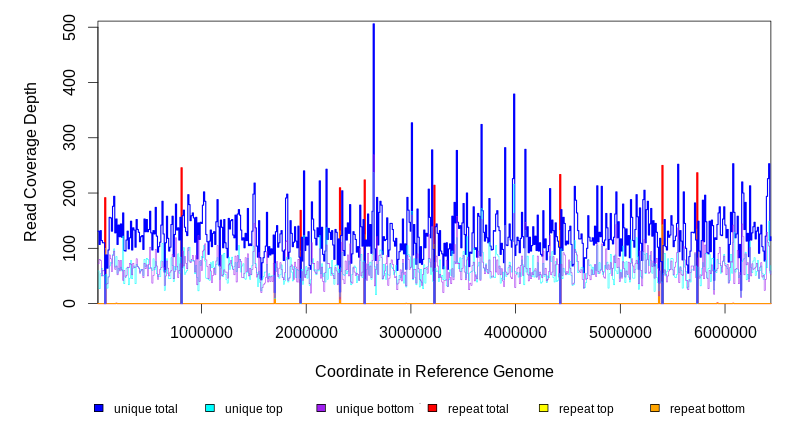 Read Coverage Depth
500
400
300
200
100
0
1000000 2000000 3000000 4000000 5000000 6000000
Coordinate in Reference Genome
unique total unique top unique bottom repeat total repeat top repeat bottom